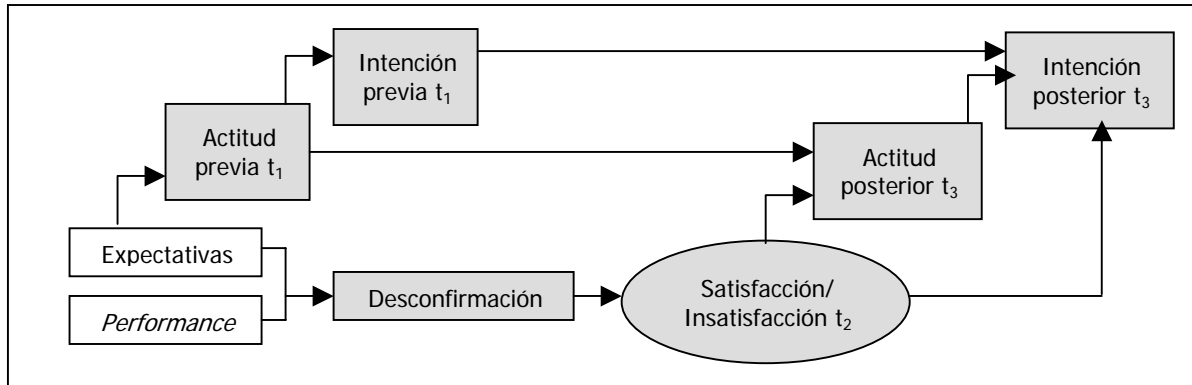 Intención
previa t1
Intención
posterior t3
Actitud
previa t1
Actitud
posterior t3
Expectativas
Performance
Desconfirmación
Satisfacción/
Insatisfacción t2